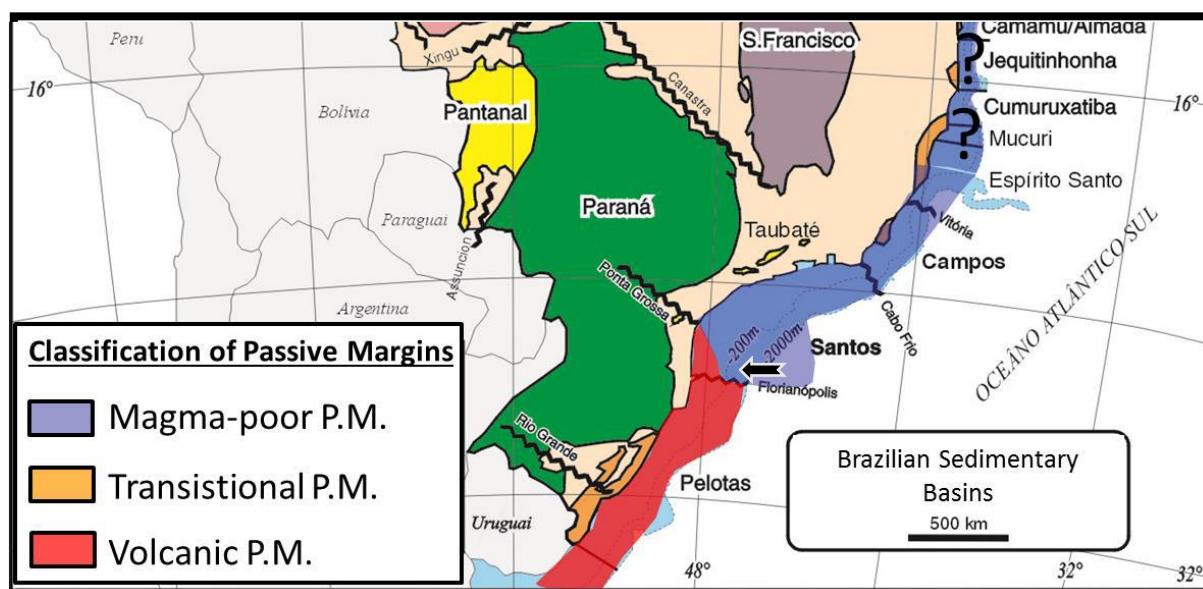 Peru
Xingu
S.Francisco
Camamu/Almada
?
Jequitinhonha
16°
Canastra
16°
Bolívia
Pantanal
Cumuruxatiba
?
Mucuri
Paraná
Espírito Santo
Paraguai
Taubaté
Vitória
Assuncion
Campos
Ponta Grossa
Argentina
Cabo Frio
OCEÁNO ATLÂNTICO SUL
-200m
-2000m
Santos
Florianópolis
Classification of Passive Margins
Magma-poor P.M.
Transistional P.M.
Volcanic P.M.
Rio Grande
Pelotas
Uruguai
Brazilian Sedimentary
Basins
500 km
48°
32°
32°